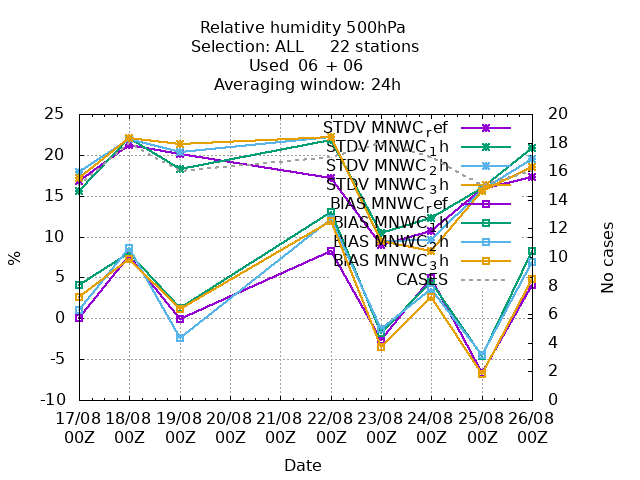 Relative humidity 500hPa
Selection: ALL 22 stations
Used 06 + 06
Averaging window: 24h
25
20
15
10
5
0
-5
-10
%
20
18
16
14
12
10
8
6
4
2
0
No cases
STDV MNWC_ref
STDV MNWC_1h
STDV MNWC_2h
STDV MNWC_3h
BIAS MNWC_ref
BIAS MNWC_1h
BIAS MNWC_2h
BIAS MNWC_3h
CASES
17/08 18/08 19/08 20/08 21/08 22/08 23/08 24/08 25/08 26/08
00Z 00Z 00Z 00Z 00Z 00Z 00Z 00Z 00Z 00Z
Date